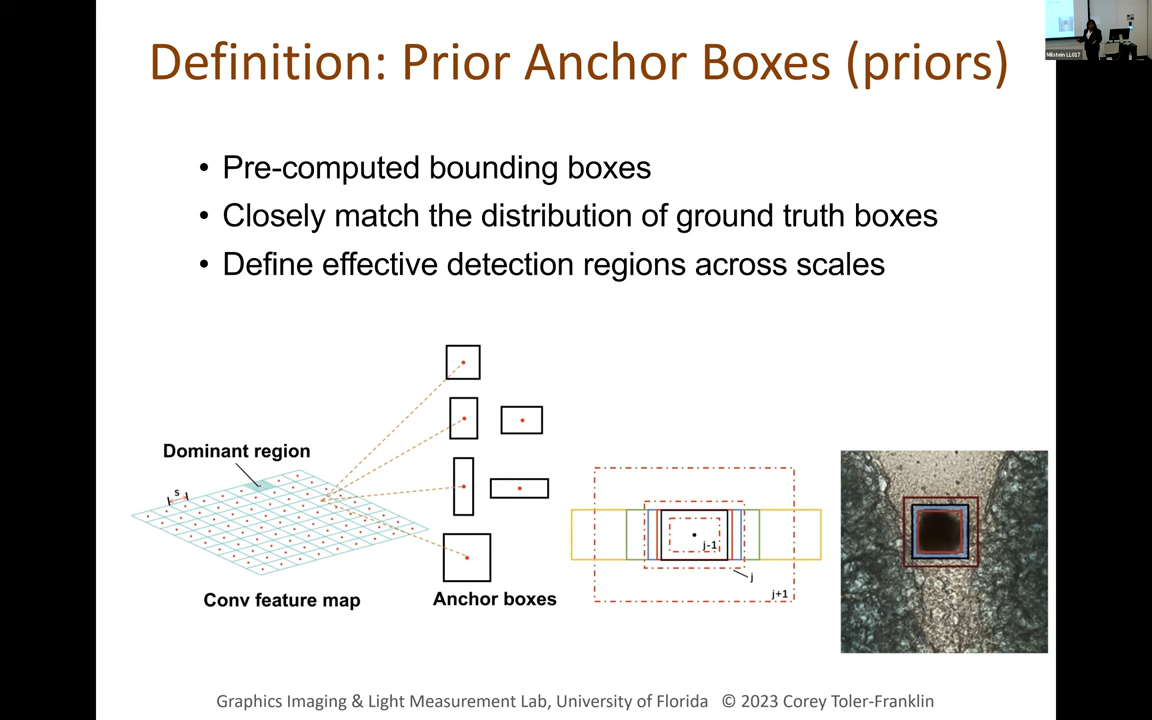 Definition: Prior Anchor Boxes (priors)
Milstein LL017
• Pre-computed bounding boxes
• Closely match the distribution of ground truth boxes
• Define effective detection regions across scales
Dominant region
s
Conv feature map
Anchor boxes
j-1
j
j+1
Graphics Imaging & Light Measurement Lab, University of Florida © 2023 Corey Toler-Franklin